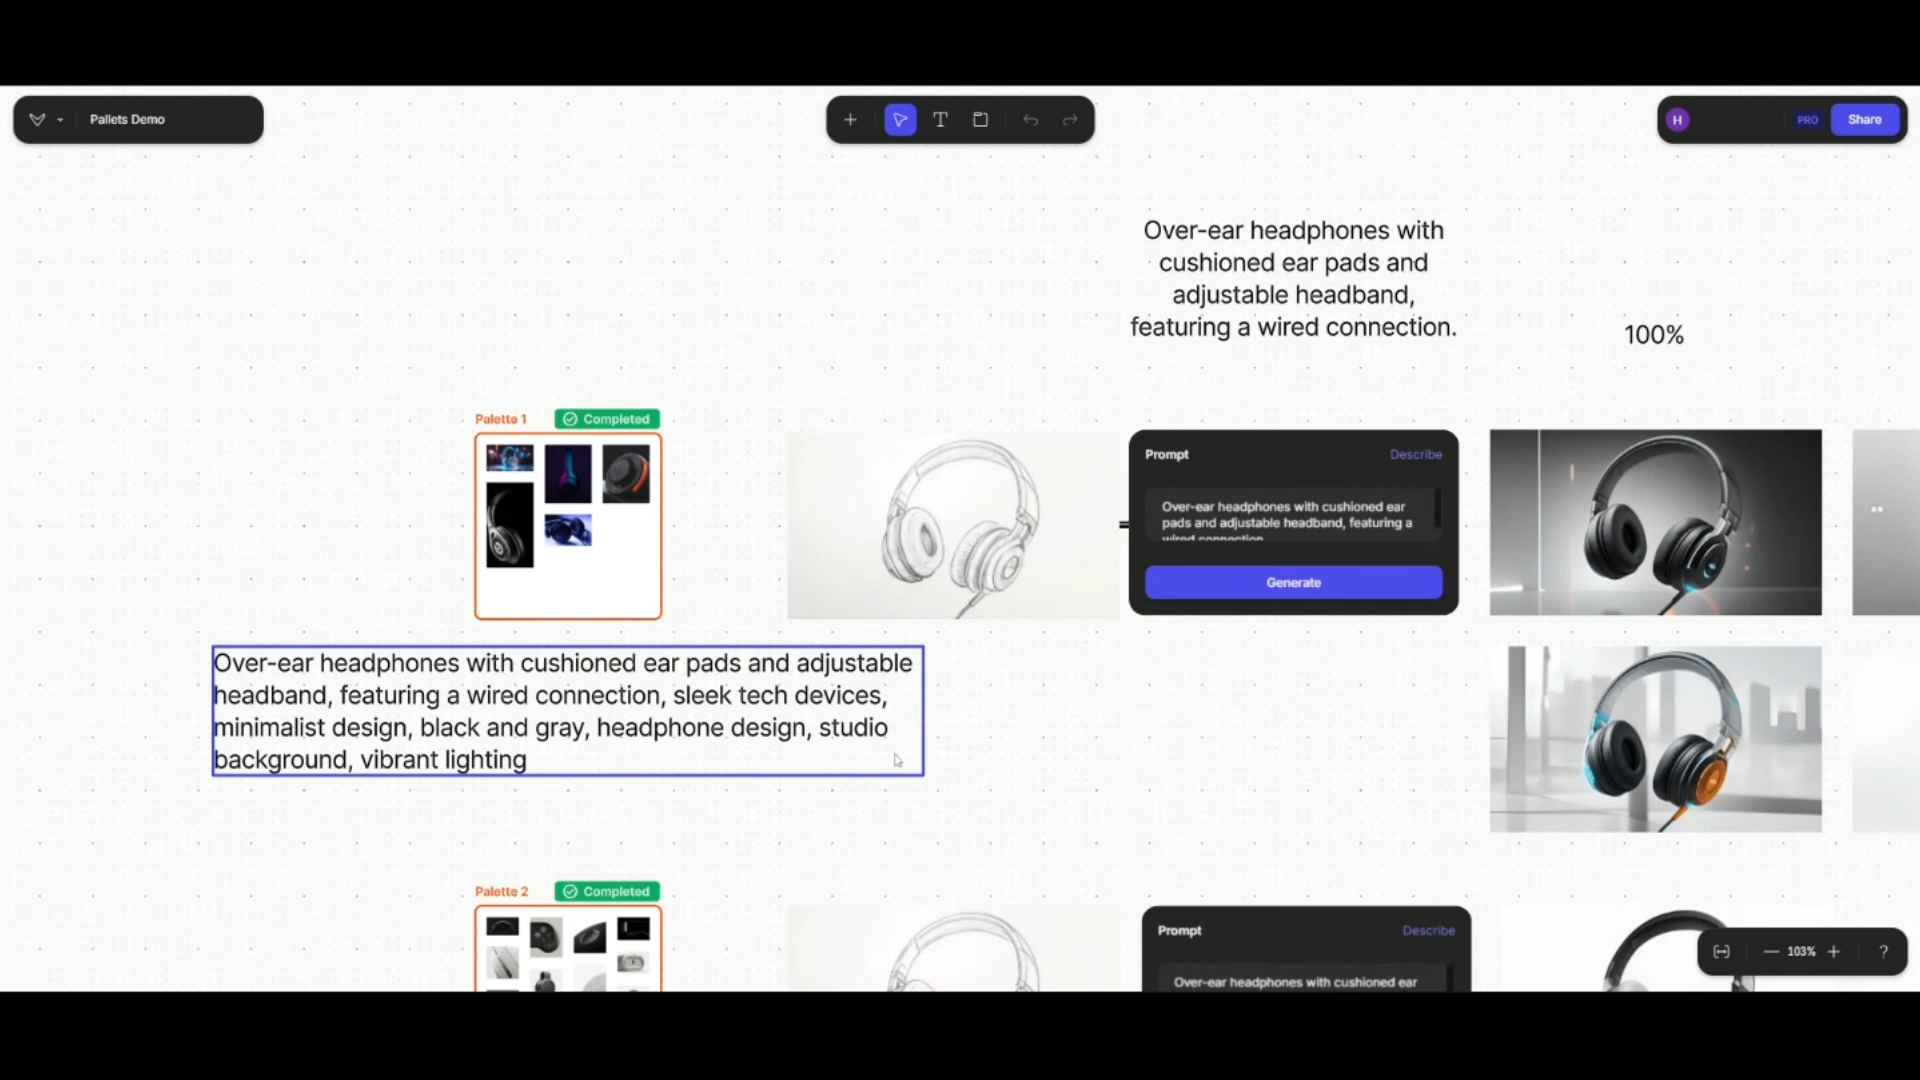 Pallets Demo
H
PRO
Share
Over-ear headphones with
cushioned ear pads and
adjustable headband,
featuring a wired connection.
100%
Palette 1
Completed
Prompt
Describe
Over-ear headphones with cushioned ear
pads and adjustable headband, featuring a
wired connection
Generate
Over-ear headphones with cushioned ear pads and adjustable
headband, featuring a wired connection, sleek tech devices,
minimalist design, black and gray, headphone design, studio
background, vibrant lighting
Palette 2
Completed
Prompt
Describe
Over-ear headphones with cushioned ear
103%
?